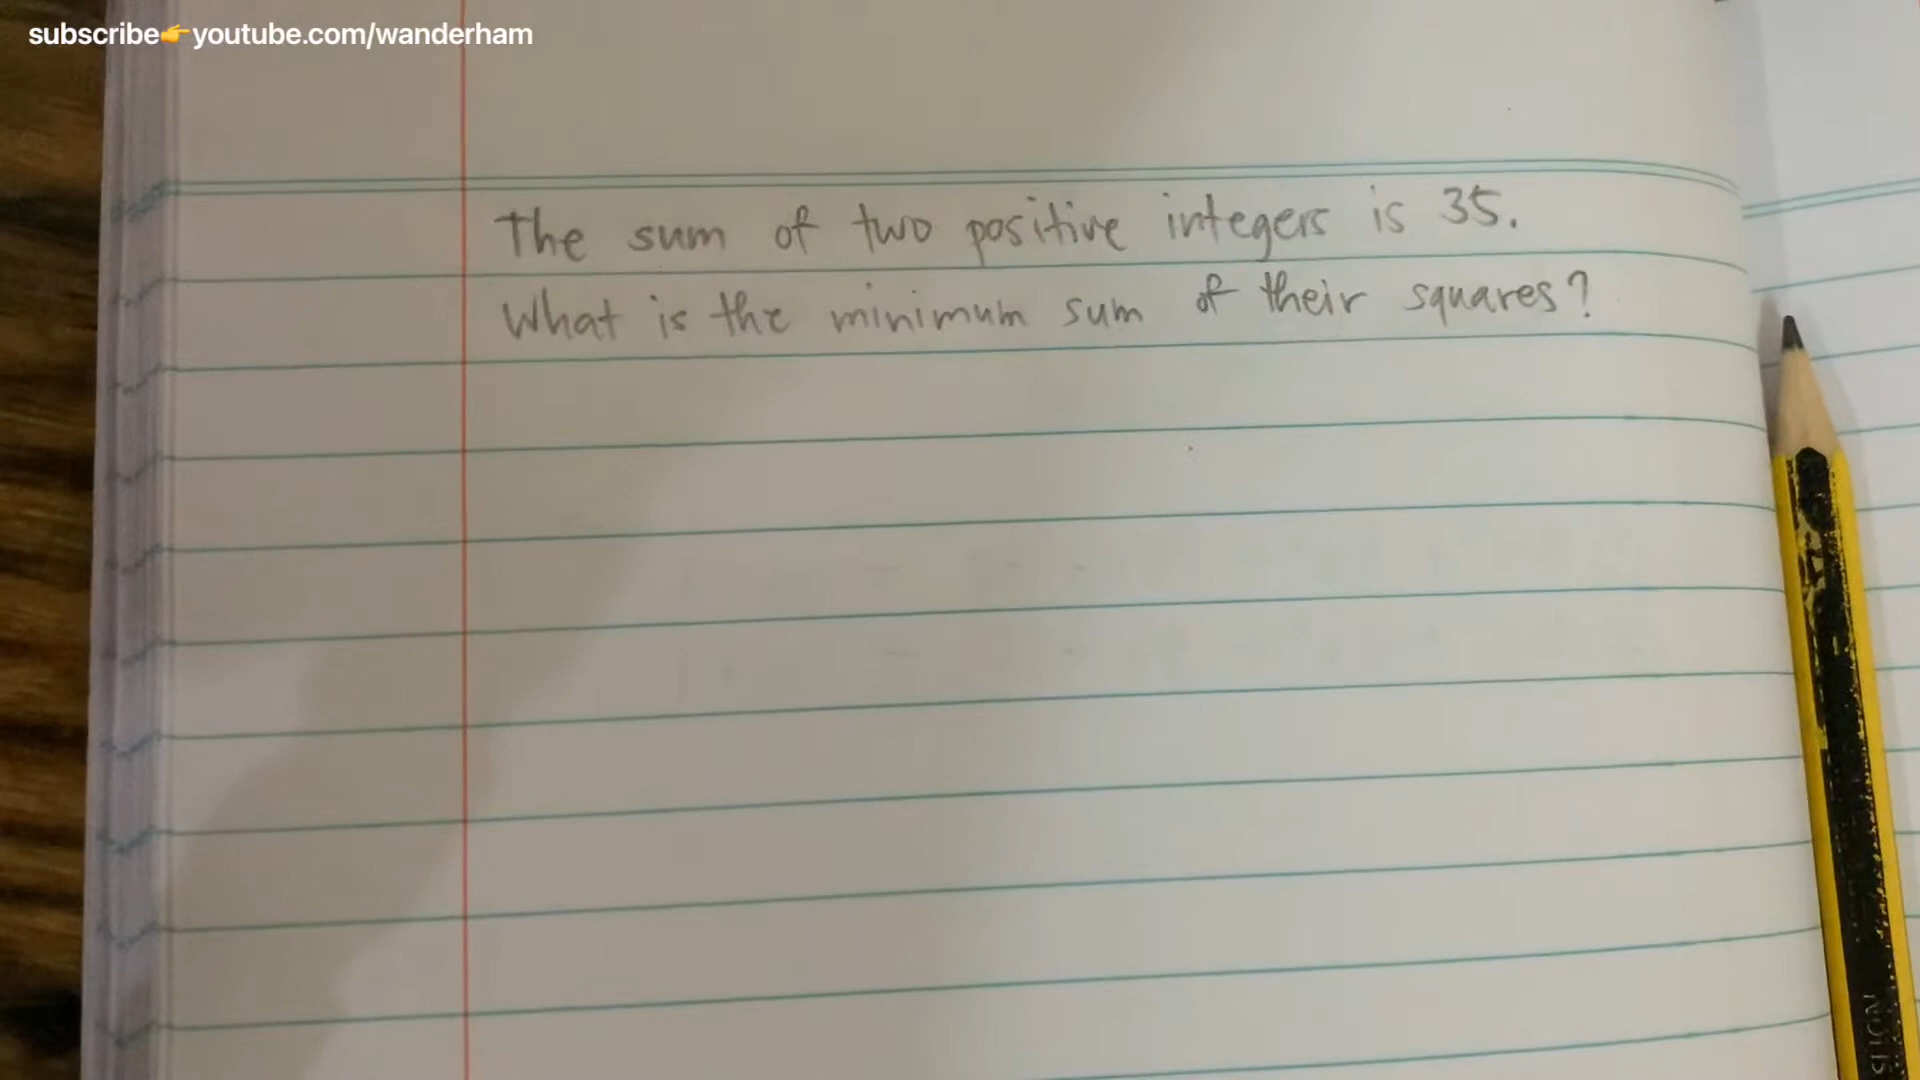 subscribe👉youtube.com/wanderham
The sum of two positive integers is 35.
What is the minimum sum of their squares?